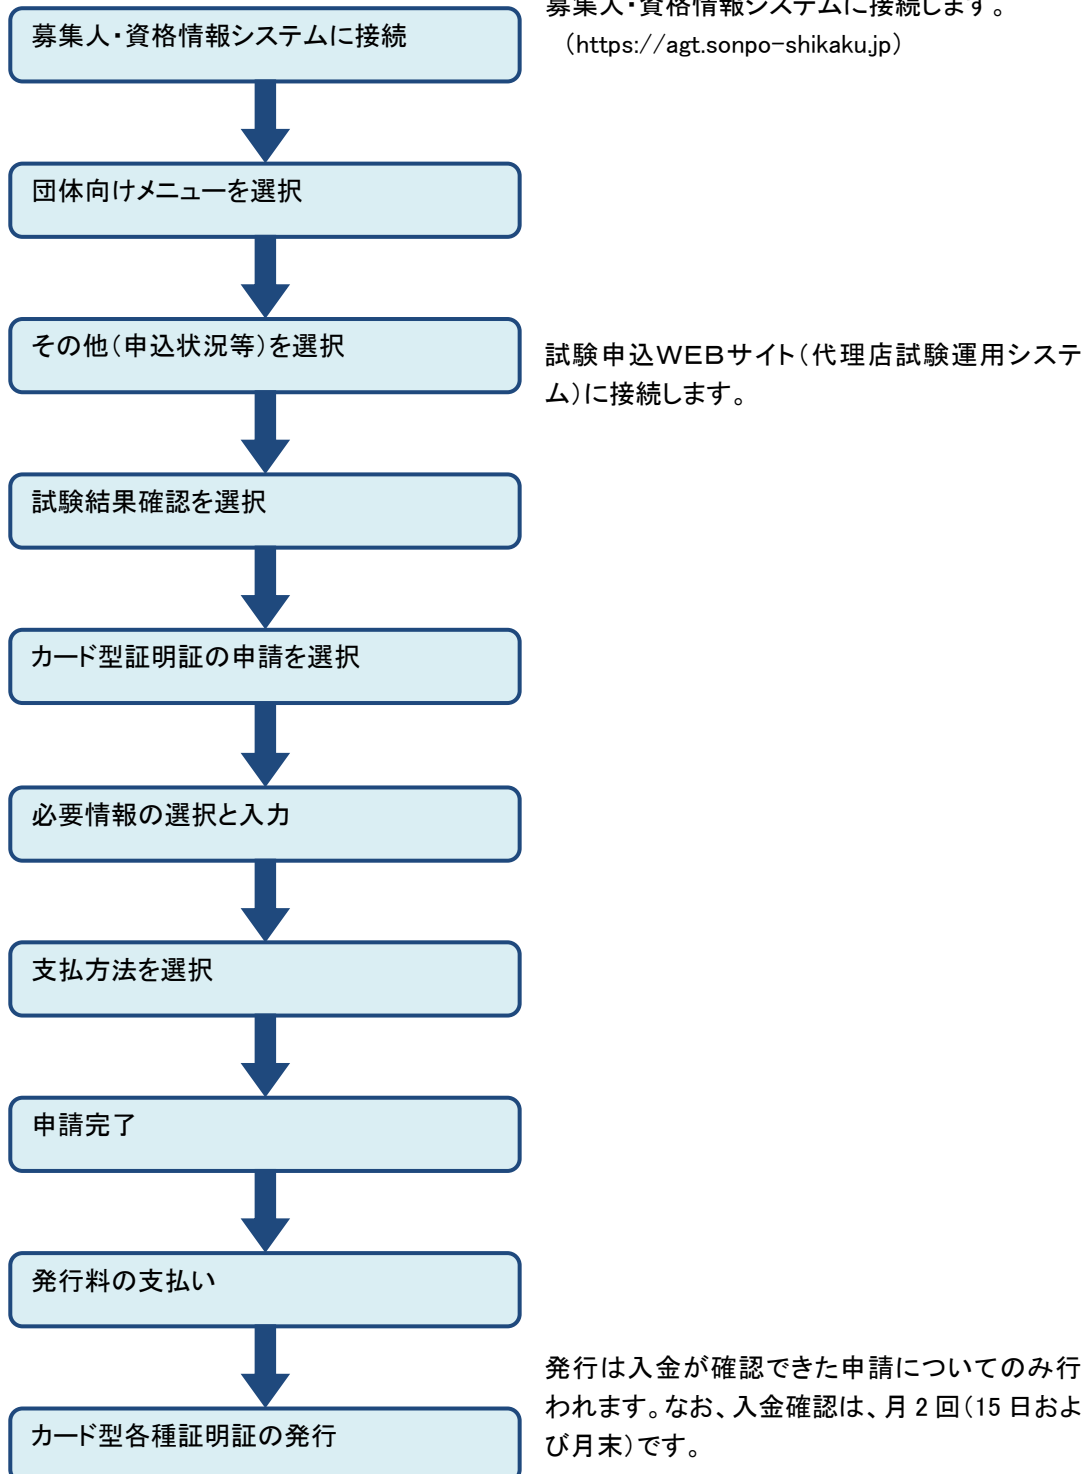 募集人・資格情報システムに接続します。
募集人・資格情報システムに接続
（https://agt.sonpo-shikaku.jp）
団体向けメニューを選択
その他（申込状況等）を選択
試験申込ＷＥＢサイト（代理店試験運用システ
ム）に接続します。
試験結果確認を選択
カード型証明証の申請を選択
必要情報の選択と入力
支払方法を選択
申請完了
発行料の支払い
発行は入金が確認できた申請についてのみ行
われます。なお、入金確認は、月 2 回（15 日およ
び月末）です。
カード型各種証明証の発行